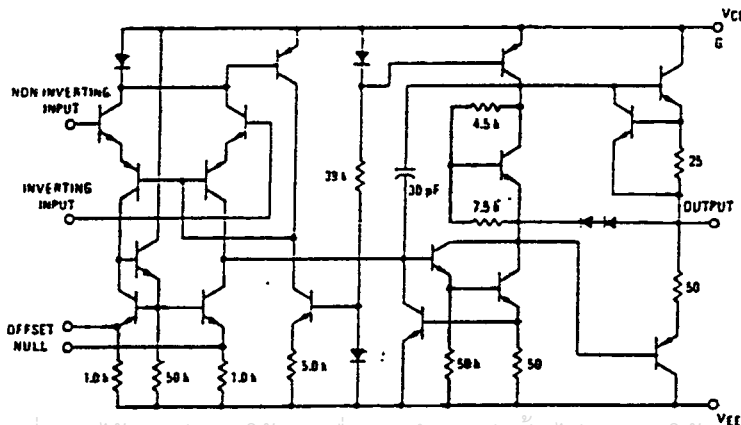 VCC
G
NON INVERTING
INPUT
4.5 k
25
39 k
30 pF
INVERTING
INPUT
7.5 k
OUTPUT
50
OFFSET
NULL
1.0 k
50 k
1.0 k
5.0 k
50 k
50
VEE